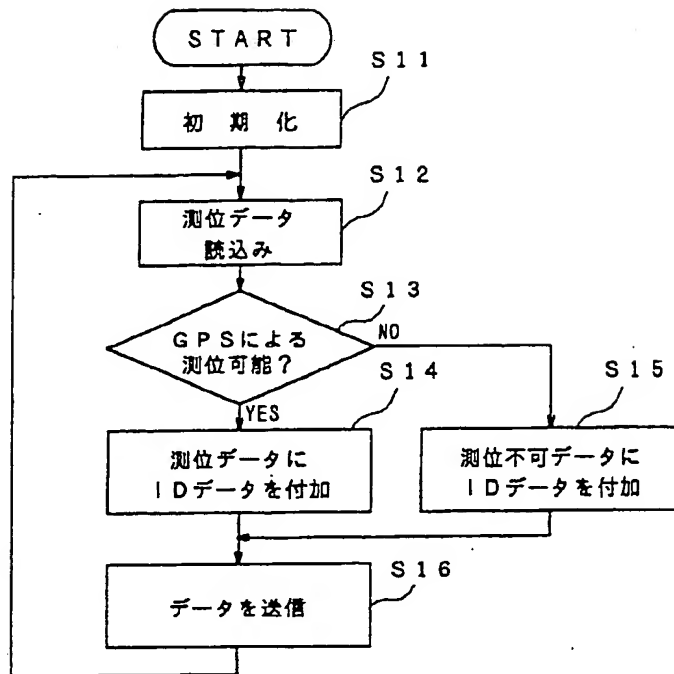 START
S11
初期化
S12
測位データ
読込み
S13
GPSによる
測位可能?
NO
YES
S14
測位データに
IDデータを付加
S15
測位不可データに
IDデータを付加
S16
データを送信